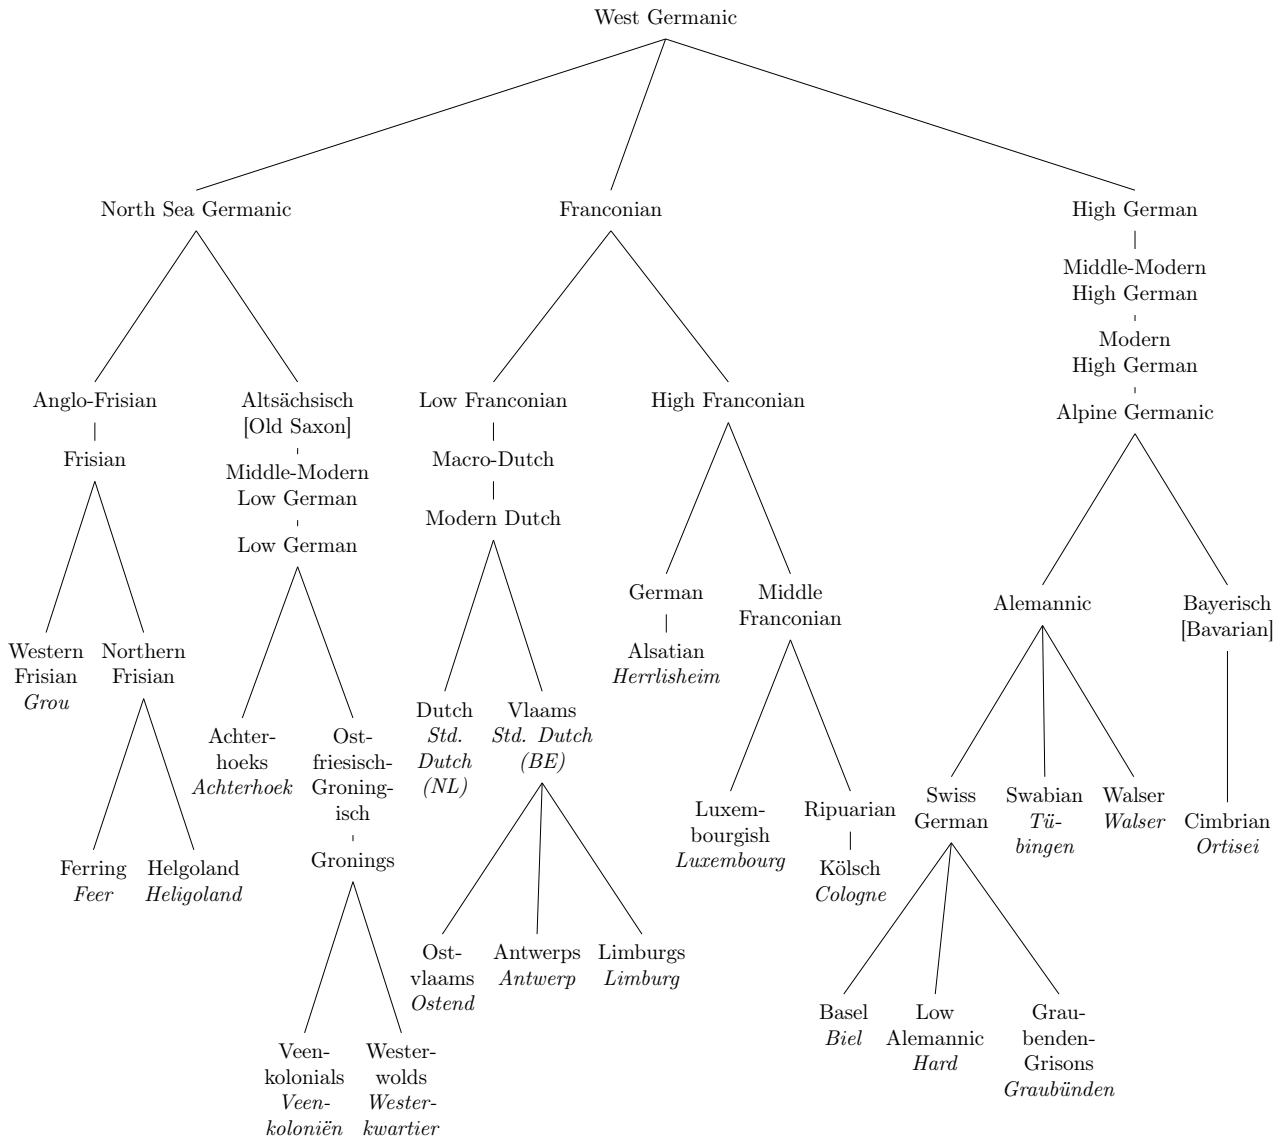 West Germanic
North Sea Germanic
Franconian
High German
Middle-Modern
High German
Modern
High German
Anglo-Frisian
Altsächsisch
[Old Saxon]
Low Franconian
High Franconian
Alpine Germanic
Frisian
Middle-Modern
Low German
Macro-Dutch
Low German
Modern Dutch
German
Middle
Franconian
Alemannic
Bayerisch
[Bavarian]
Western
Frisian
Grou
Northern
Frisian
Alsatian
Herrlisheim
Achter-
hoeks
Achterhoek
Ost-
friesisch-
Groning-
isch
Dutch
Std.
Dutch
(NL)
Vlaams
Std. Dutch
(BE)
Luxem-
bourgish
Luxembourg
Ripuarian
Swiss
German
Swabian
Tü-
bingen
Walser
Walser
Cimbrian
Ortisei
Ferring
Feer
Helgoland
Heligoland
Gronings
Kölsch
Cologne
Ost-
vlaams
Ostend
Antwerps
Antwerp
Limburgs
Limburg
Basel
Biel
Low
Alemannic
Hard
Grau-
benden-
Grisons
Graubünden
Veen-
kolonials
Veen-
koloniën
Wester-
wolds
Wester-
kwartier